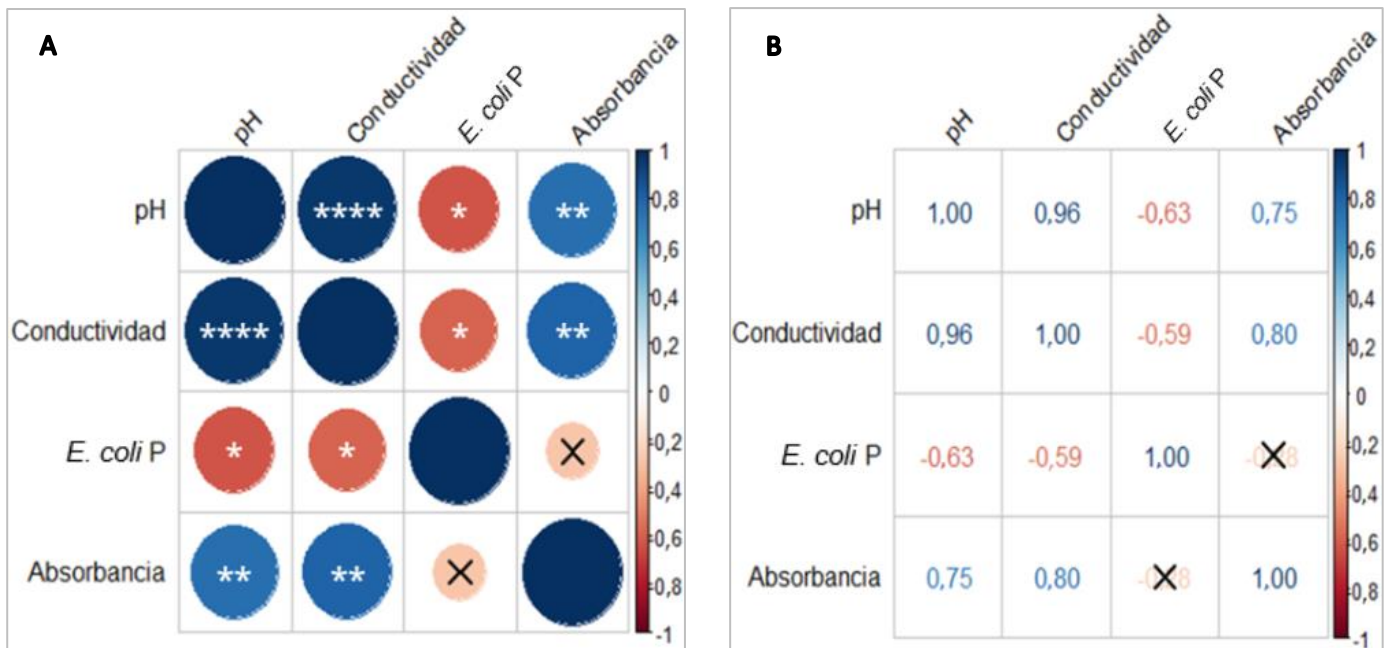 A
pH
Conductividad
E. coli P
Absorbancia
1
pH
****
*
**
0,8
0,6
Conductividad
****
*
**
0,4
0,2
0
E. coli P
*
*
-0,2
-0,4
-0,6
Absorbancia
**
**
-0,8
-1
B
pH
Conductividad
E. coli P
Absorbancia
1
pH 1,00 0,96 -0,63 0,75
0,8
0,6
Conductividad 0,96 1,00 -0,59 0,80
0,4
0,2
0
E. coli P -0,63 -0,59 1,00
-0,2
-0,4
-0,6
Absorbancia 0,75 0,80 1,00
-0,8
-1